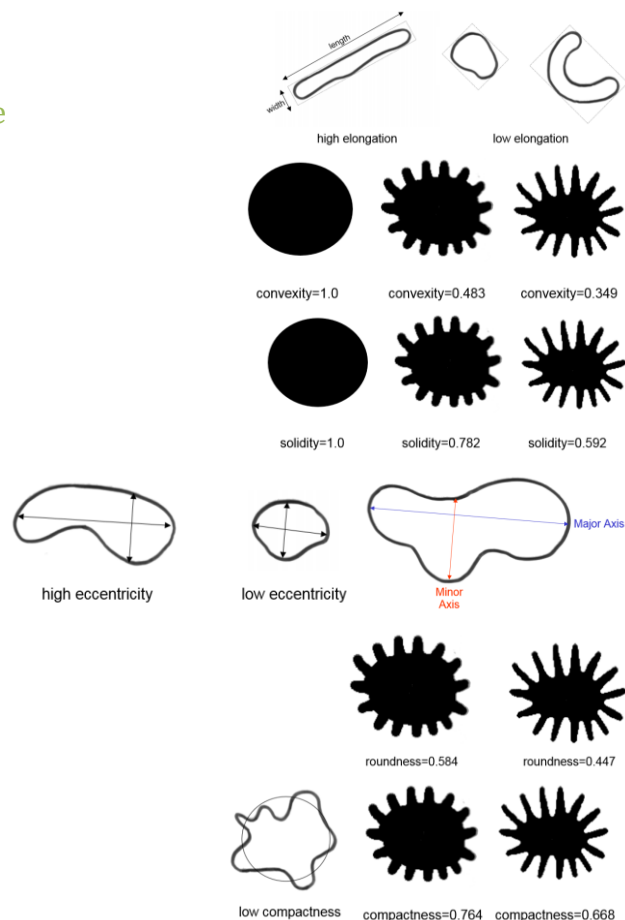 length
e
width
high elongation low elongation
convexity=1.0 convexity=0.483 convexity=0.349
solidity=1.0 solidity=0.782 solidity=0.592
Major Axis
high eccentricity low eccentricity
Minor
Axis
roundness=0.584 roundness=0.447
low compactness compactness=0.764 compactness=0.668